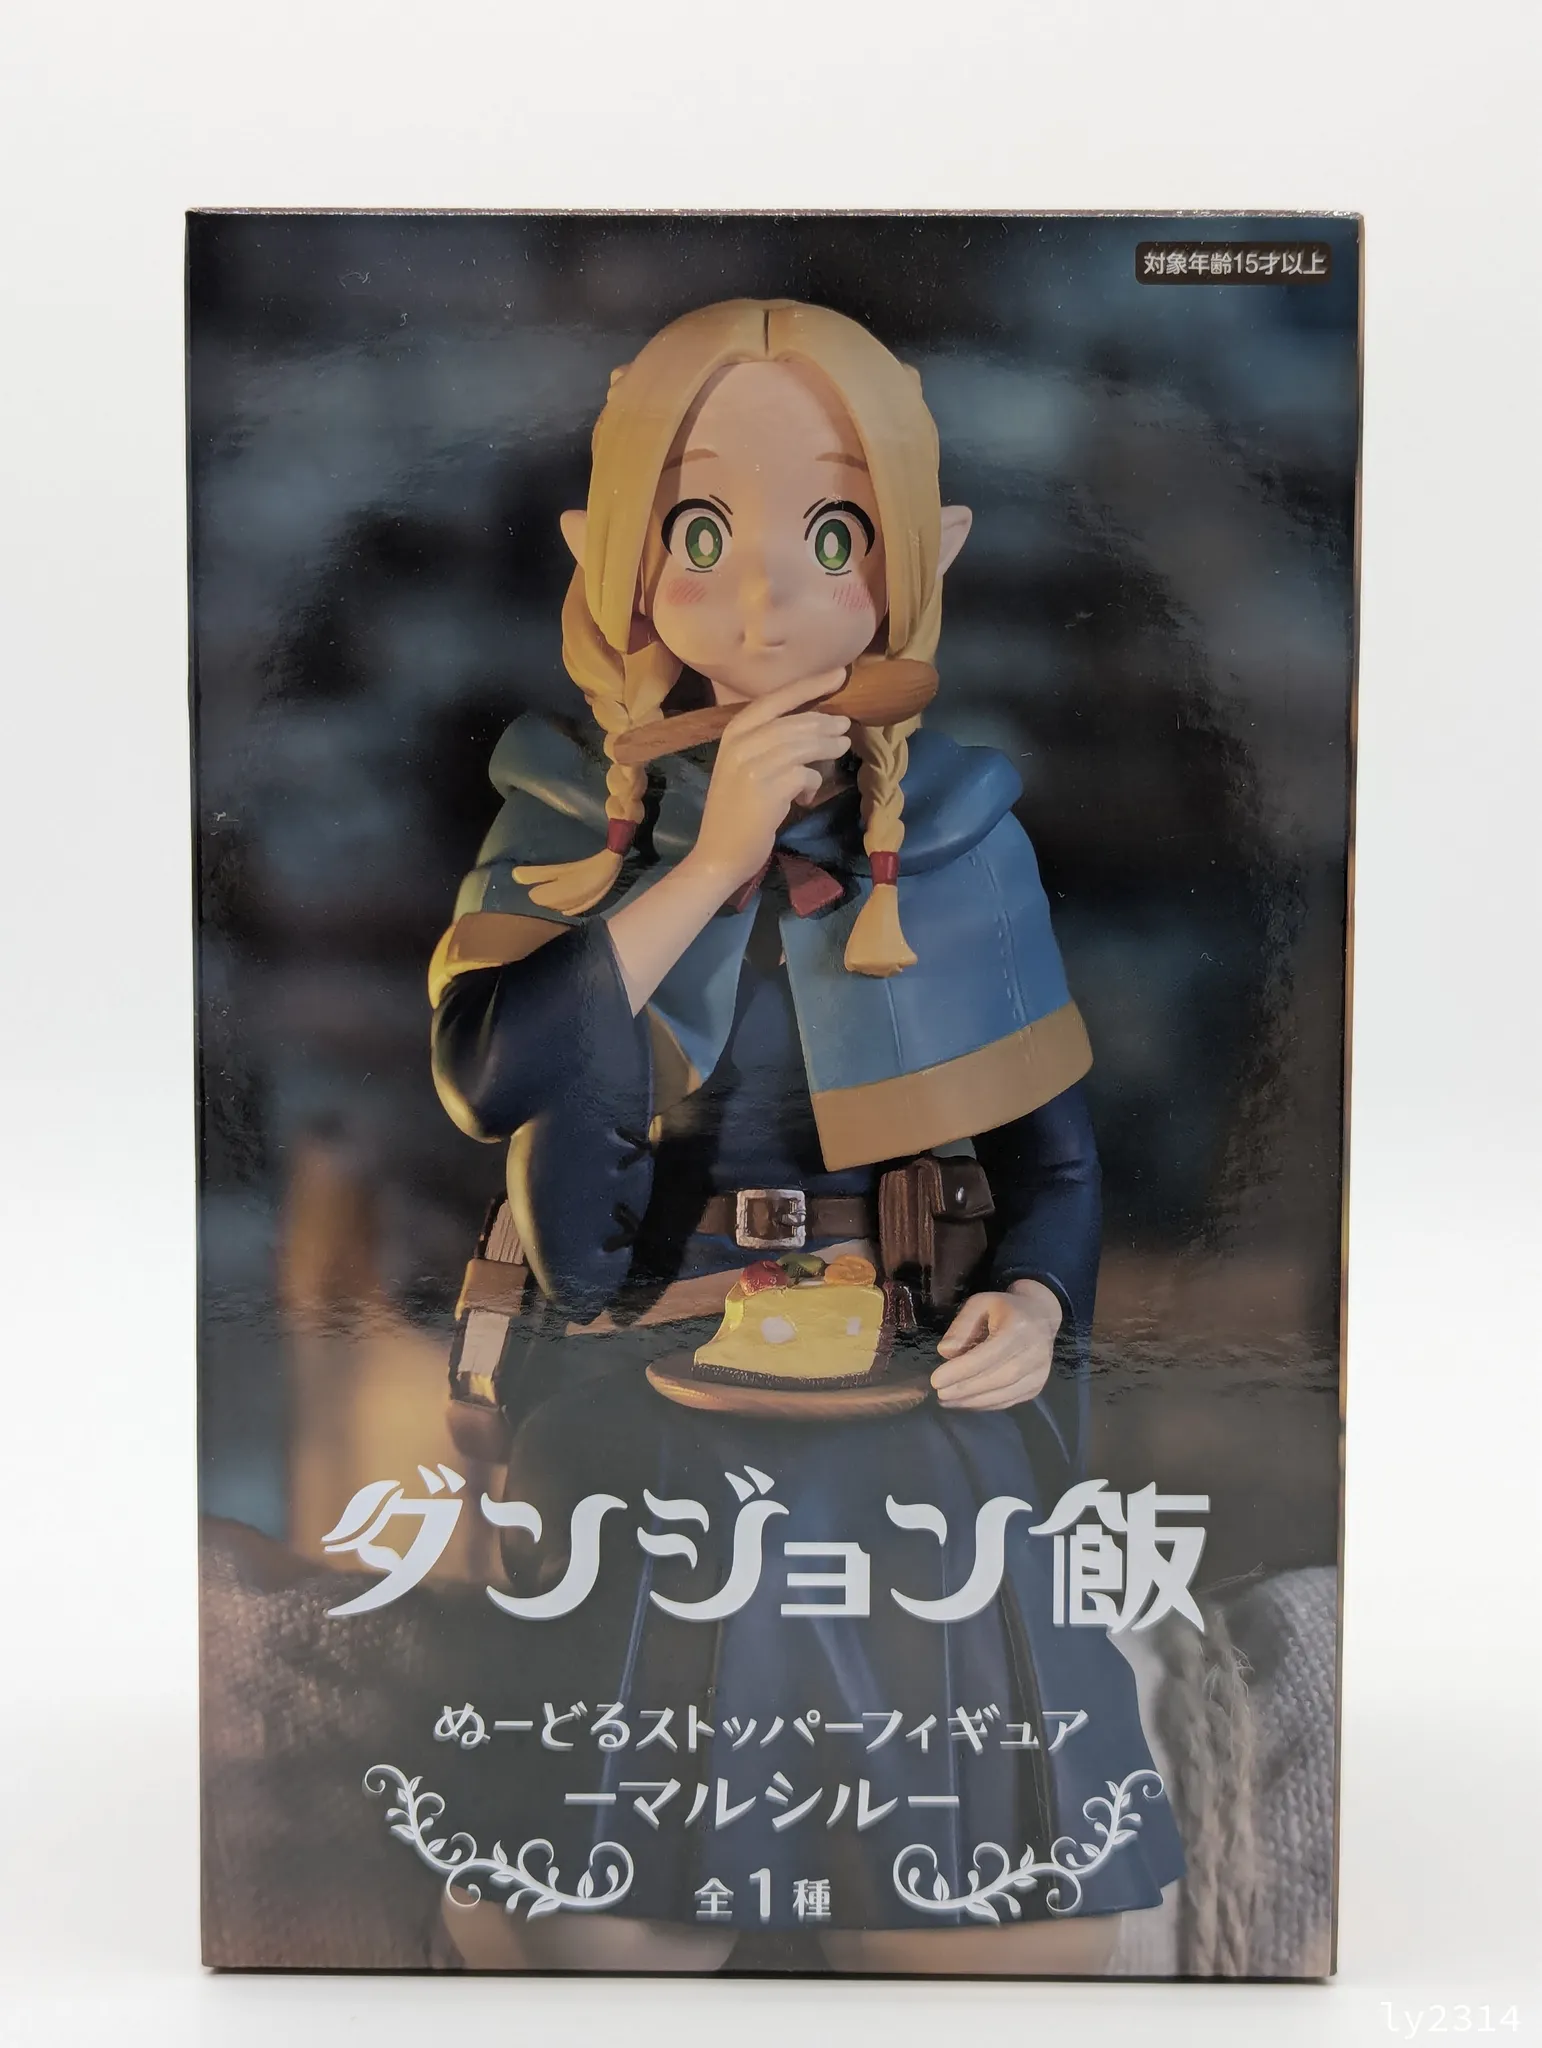 対象年齢15才以上
ダンジョン飯
ぬーどるストッパーフィギュア
ーマルシルー
全1種
ly2314